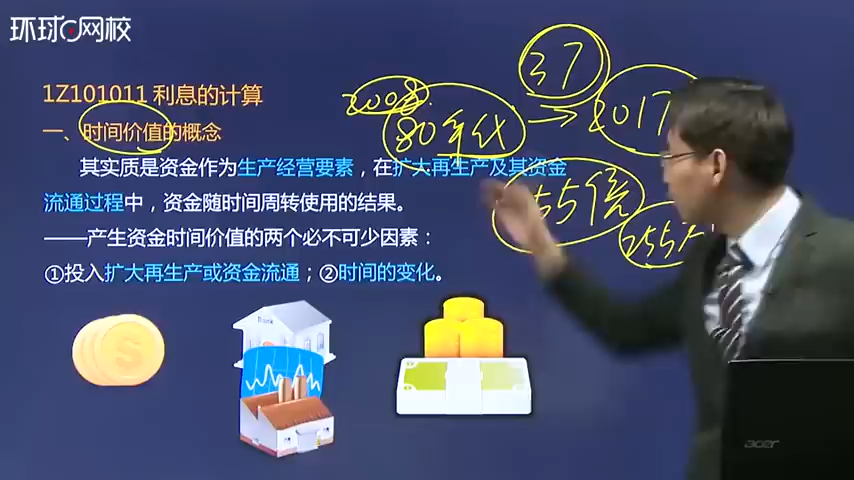 环球网校
1Z101011 利息的计算
一、时间价值的概念
其实质是资金作为生产经营要素，在扩大再生产及其资金
流通过程中，资金随时间周转使用的结果。
——产生资金时间价值的两个必不可少因素：
①投入扩大再生产或资金流通；②时间的变化。
37
2008.
80年代
2017
55倍
acer